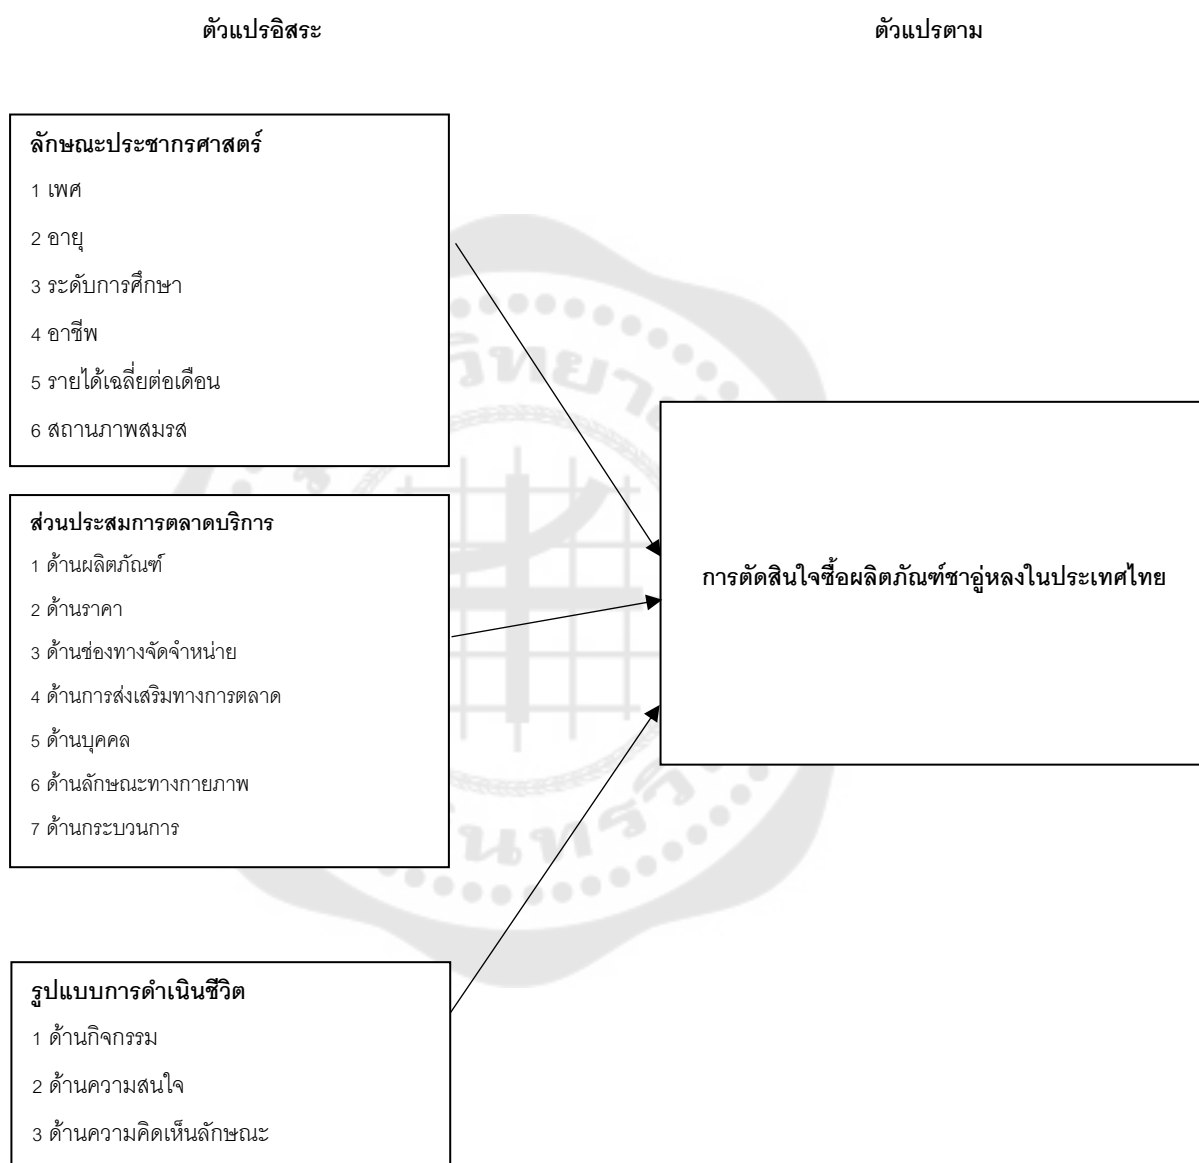 ตัวแปรอิสระ
ตัวแปรตาม
ลักษณะประชากรศาสตร์
1 เพศ
2 อายุ
3 ระดับการศึกษา
4 อาชีพ
5 รายได้เฉลี่ยต่อเดือน
6 สถานภาพสมรส
ส่วนประสมการตลาดบริการ
1 ด้านผลิตภัณฑ์
2 ด้านราคา
3 ด้านช่องทางจัดจำหน่าย
4 ด้านการส่งเสริมทางการตลาด
5 ด้านบุคคล
6 ด้านลักษณะทางกายภาพ
7 ด้านกระบวนการ
รูปแบบการดำเนินชีวิต
1 ด้านกิจกรรม
2 ด้านความสนใจ
3 ด้านความคิดเห็นลักษณะ
การตัดสินใจซื้อผลิตภัณฑ์ชาอู่หลงในประเทศไทย